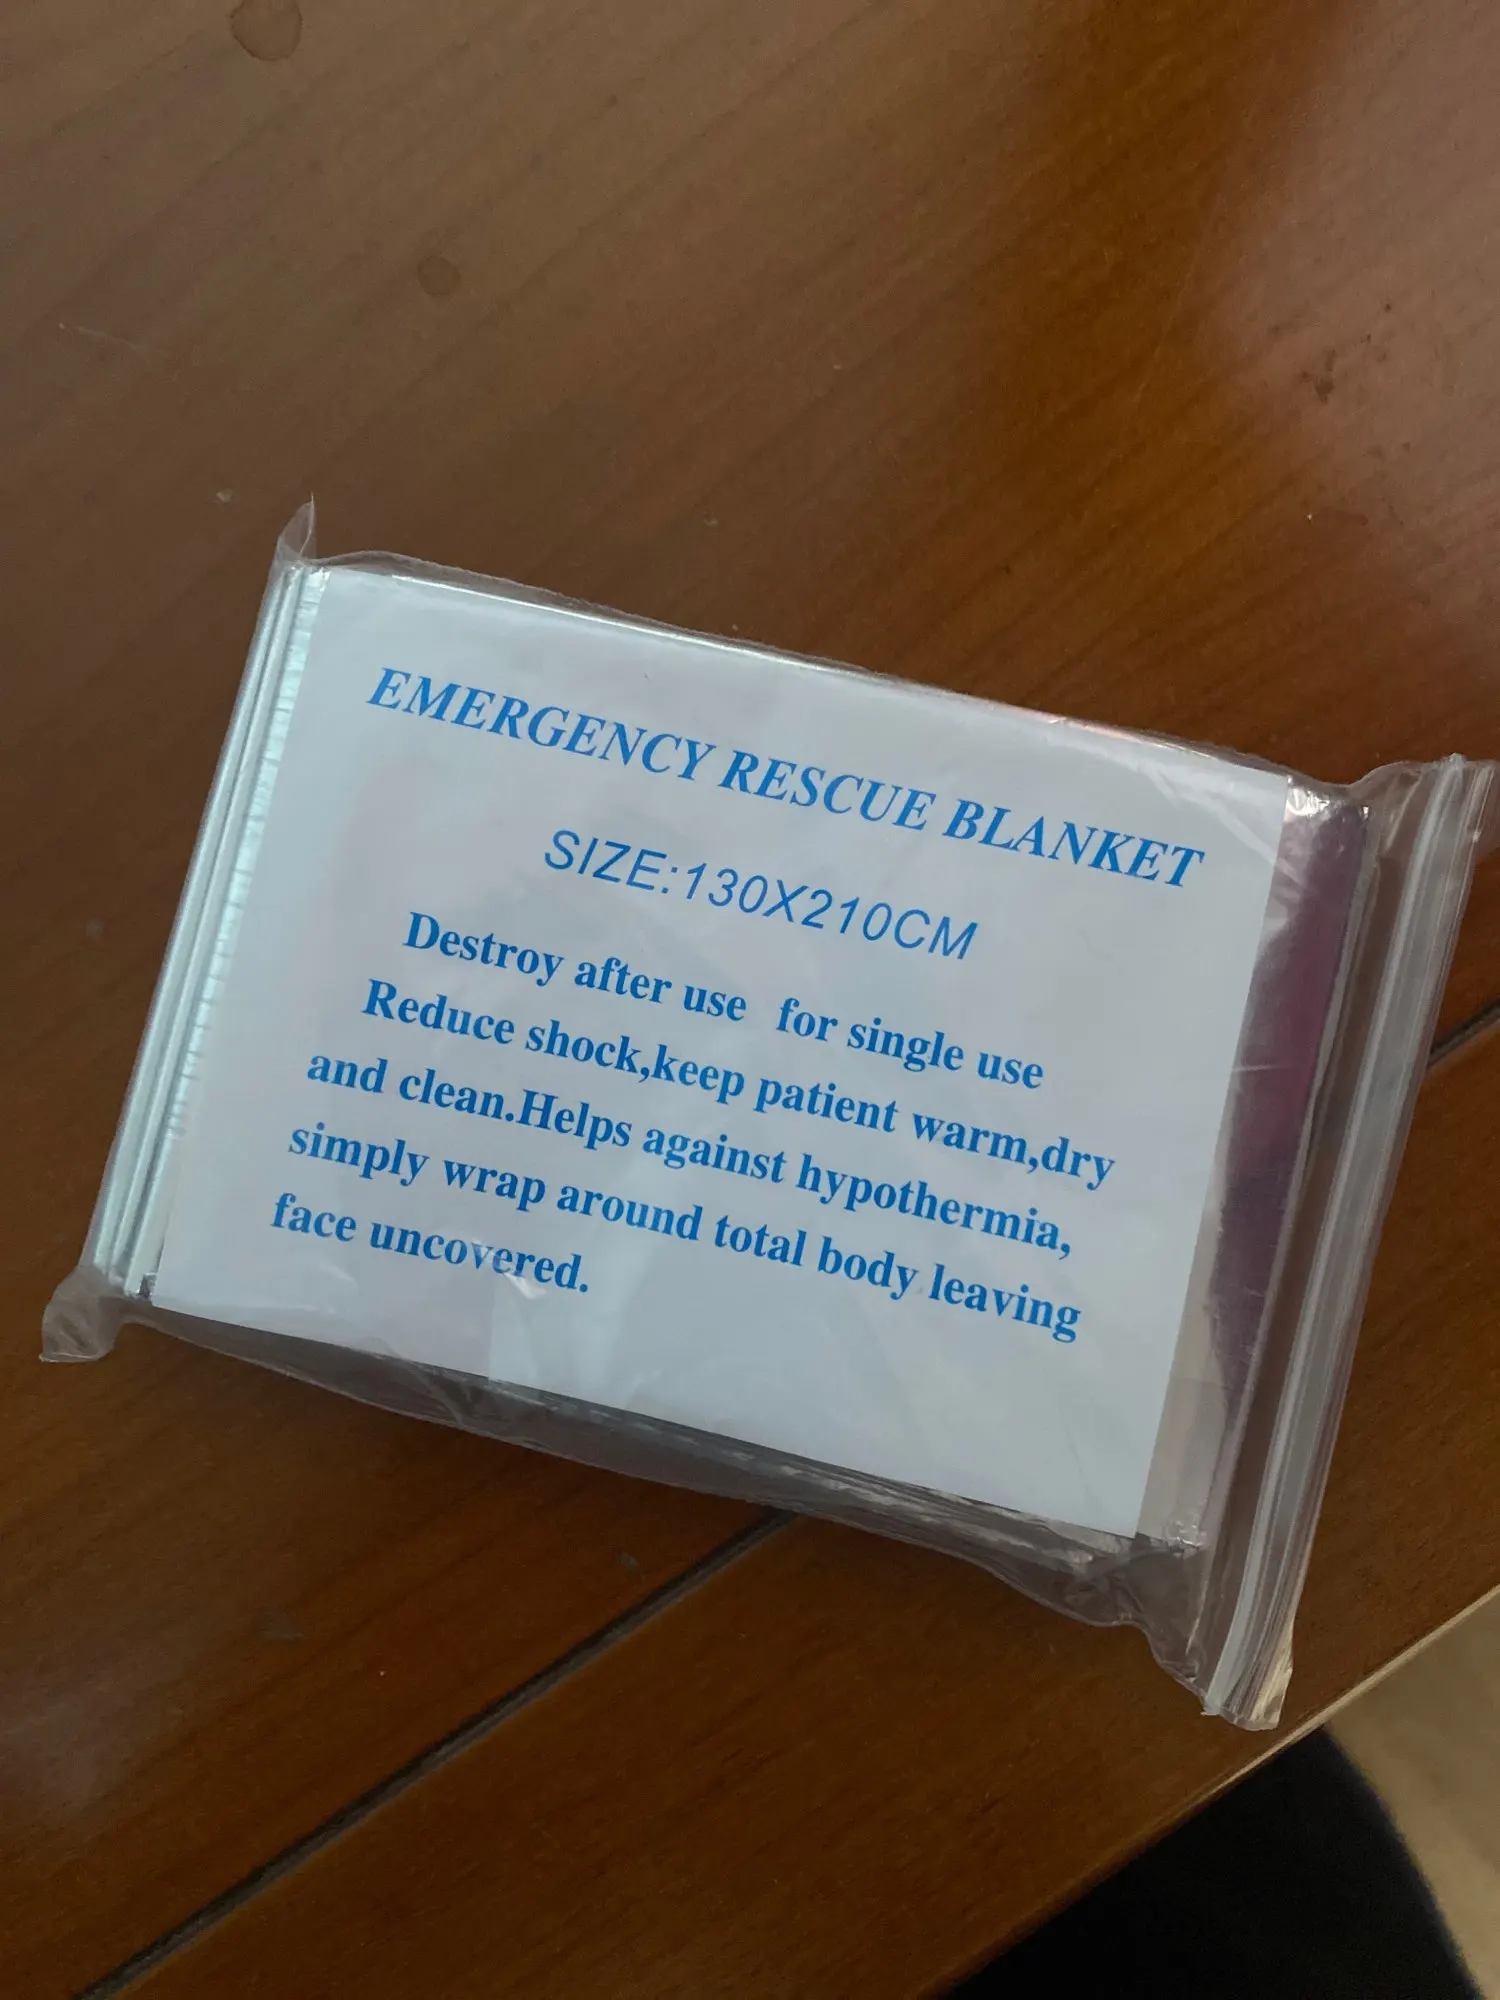 EMERGENCY RESCUE BLANKET
SIZE:130X210CM
Destroy after use for single use
Reduce shock,keep patient warm,dry
and clean.Helps against hypothermia,
simply wrap around total body leaving
face uncovered.